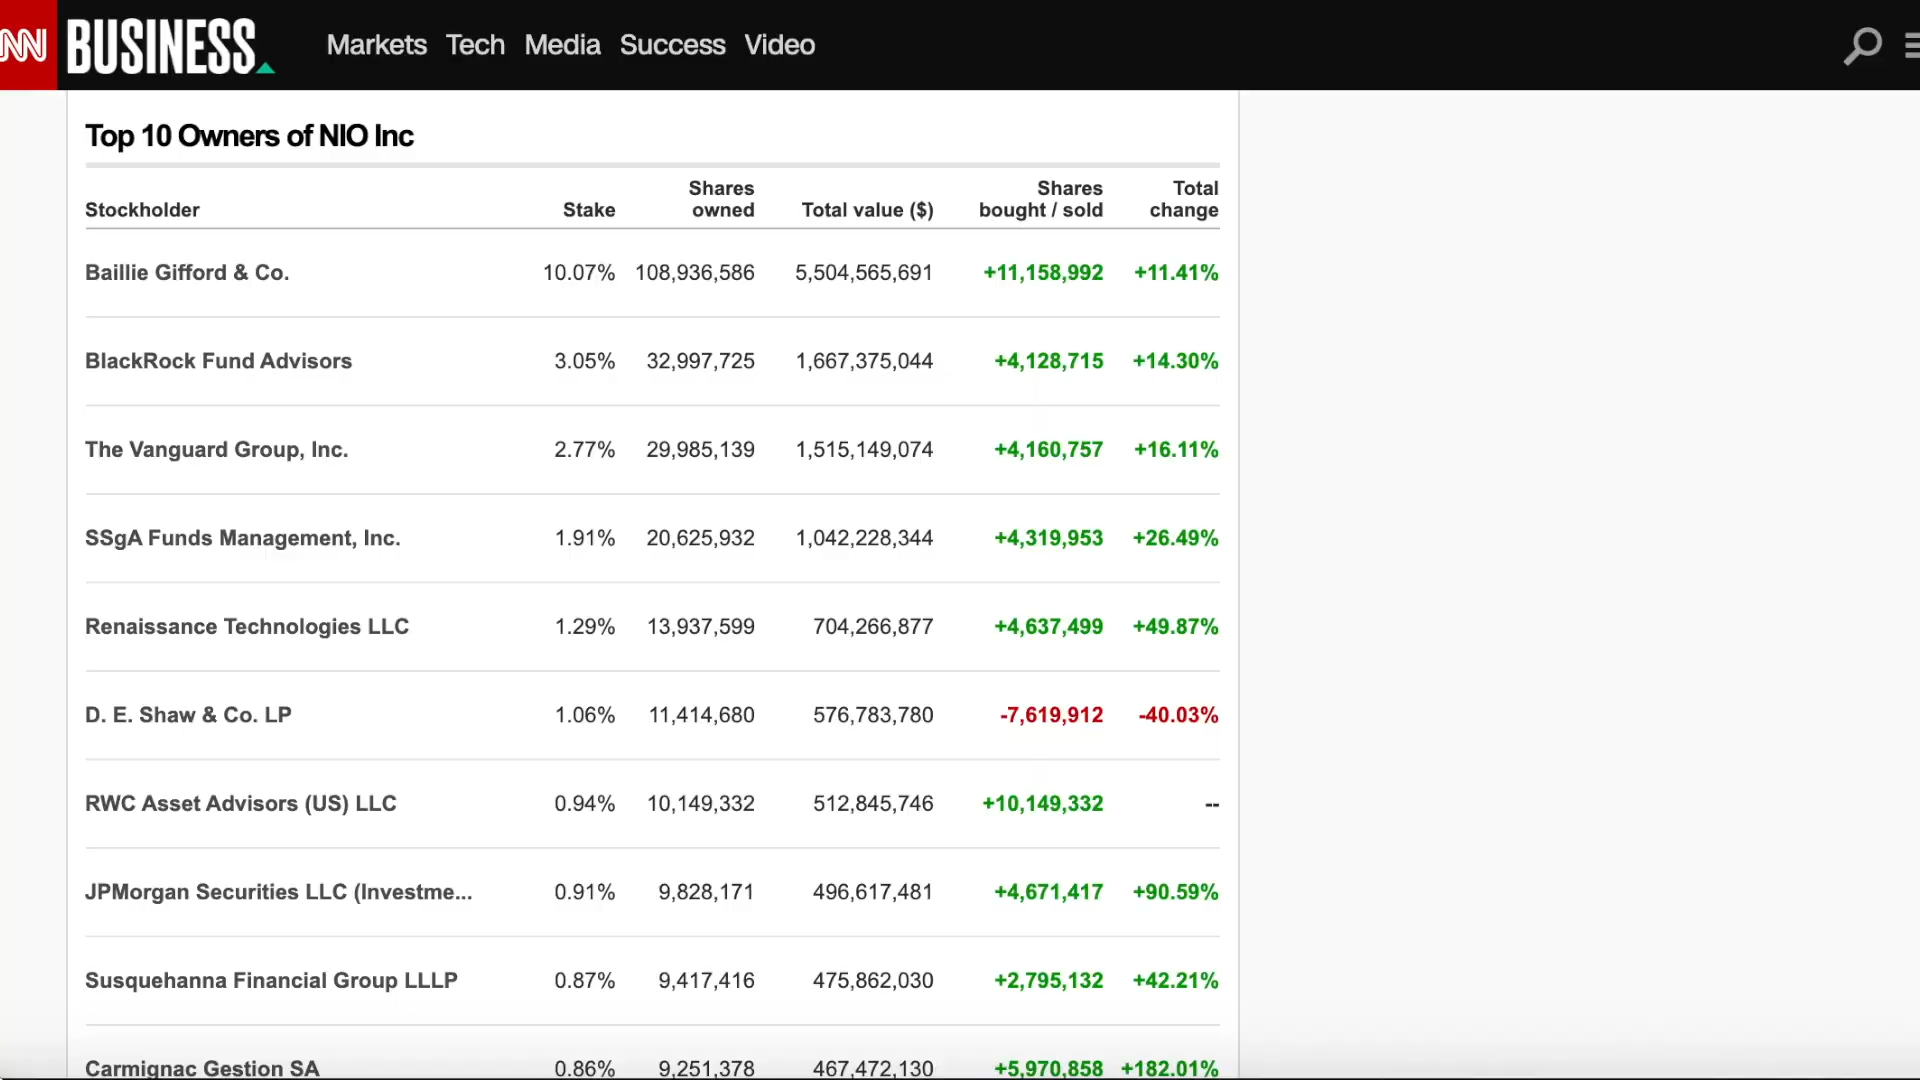 CNN BUSINESS Markets Tech Media Success Video
Top 10 Owners of NIO Inc
Stockholder Stake Shares owned Total value ($) Shares bought / sold Total change
Baillie Gifford & Co. 10.07% 108,936,586 5,504,565,691 +11,158,992 +11.41%
BlackRock Fund Advisors 3.05% 32,997,725 1,667,375,044 +4,128,715 +14.30%
The Vanguard Group, Inc. 2.77% 29,985,139 1,515,149,074 +4,160,757 +16.11%
SSgA Funds Management, Inc. 1.91% 20,625,932 1,042,228,344 +4,319,953 +26.49%
Renaissance Technologies LLC 1.29% 13,937,599 704,266,877 +4,637,499 +49.87%
D. E. Shaw & Co. LP 1.06% 11,414,680 576,783,780 -7,619,912 -40.03%
RWC Asset Advisors (US) LLC 0.94% 10,149,332 512,845,746 +10,149,332 --
JPMorgan Securities LLC (Investme... 0.91% 9,828,171 496,617,481 +4,671,417 +90.59%
Susquehanna Financial Group LLLP 0.87% 9,417,416 475,862,030 +2,795,132 +42.21%
Carmignac Gestion SA 0.86% 9,251,378 467,472,130 +5,970,858 +182.01%